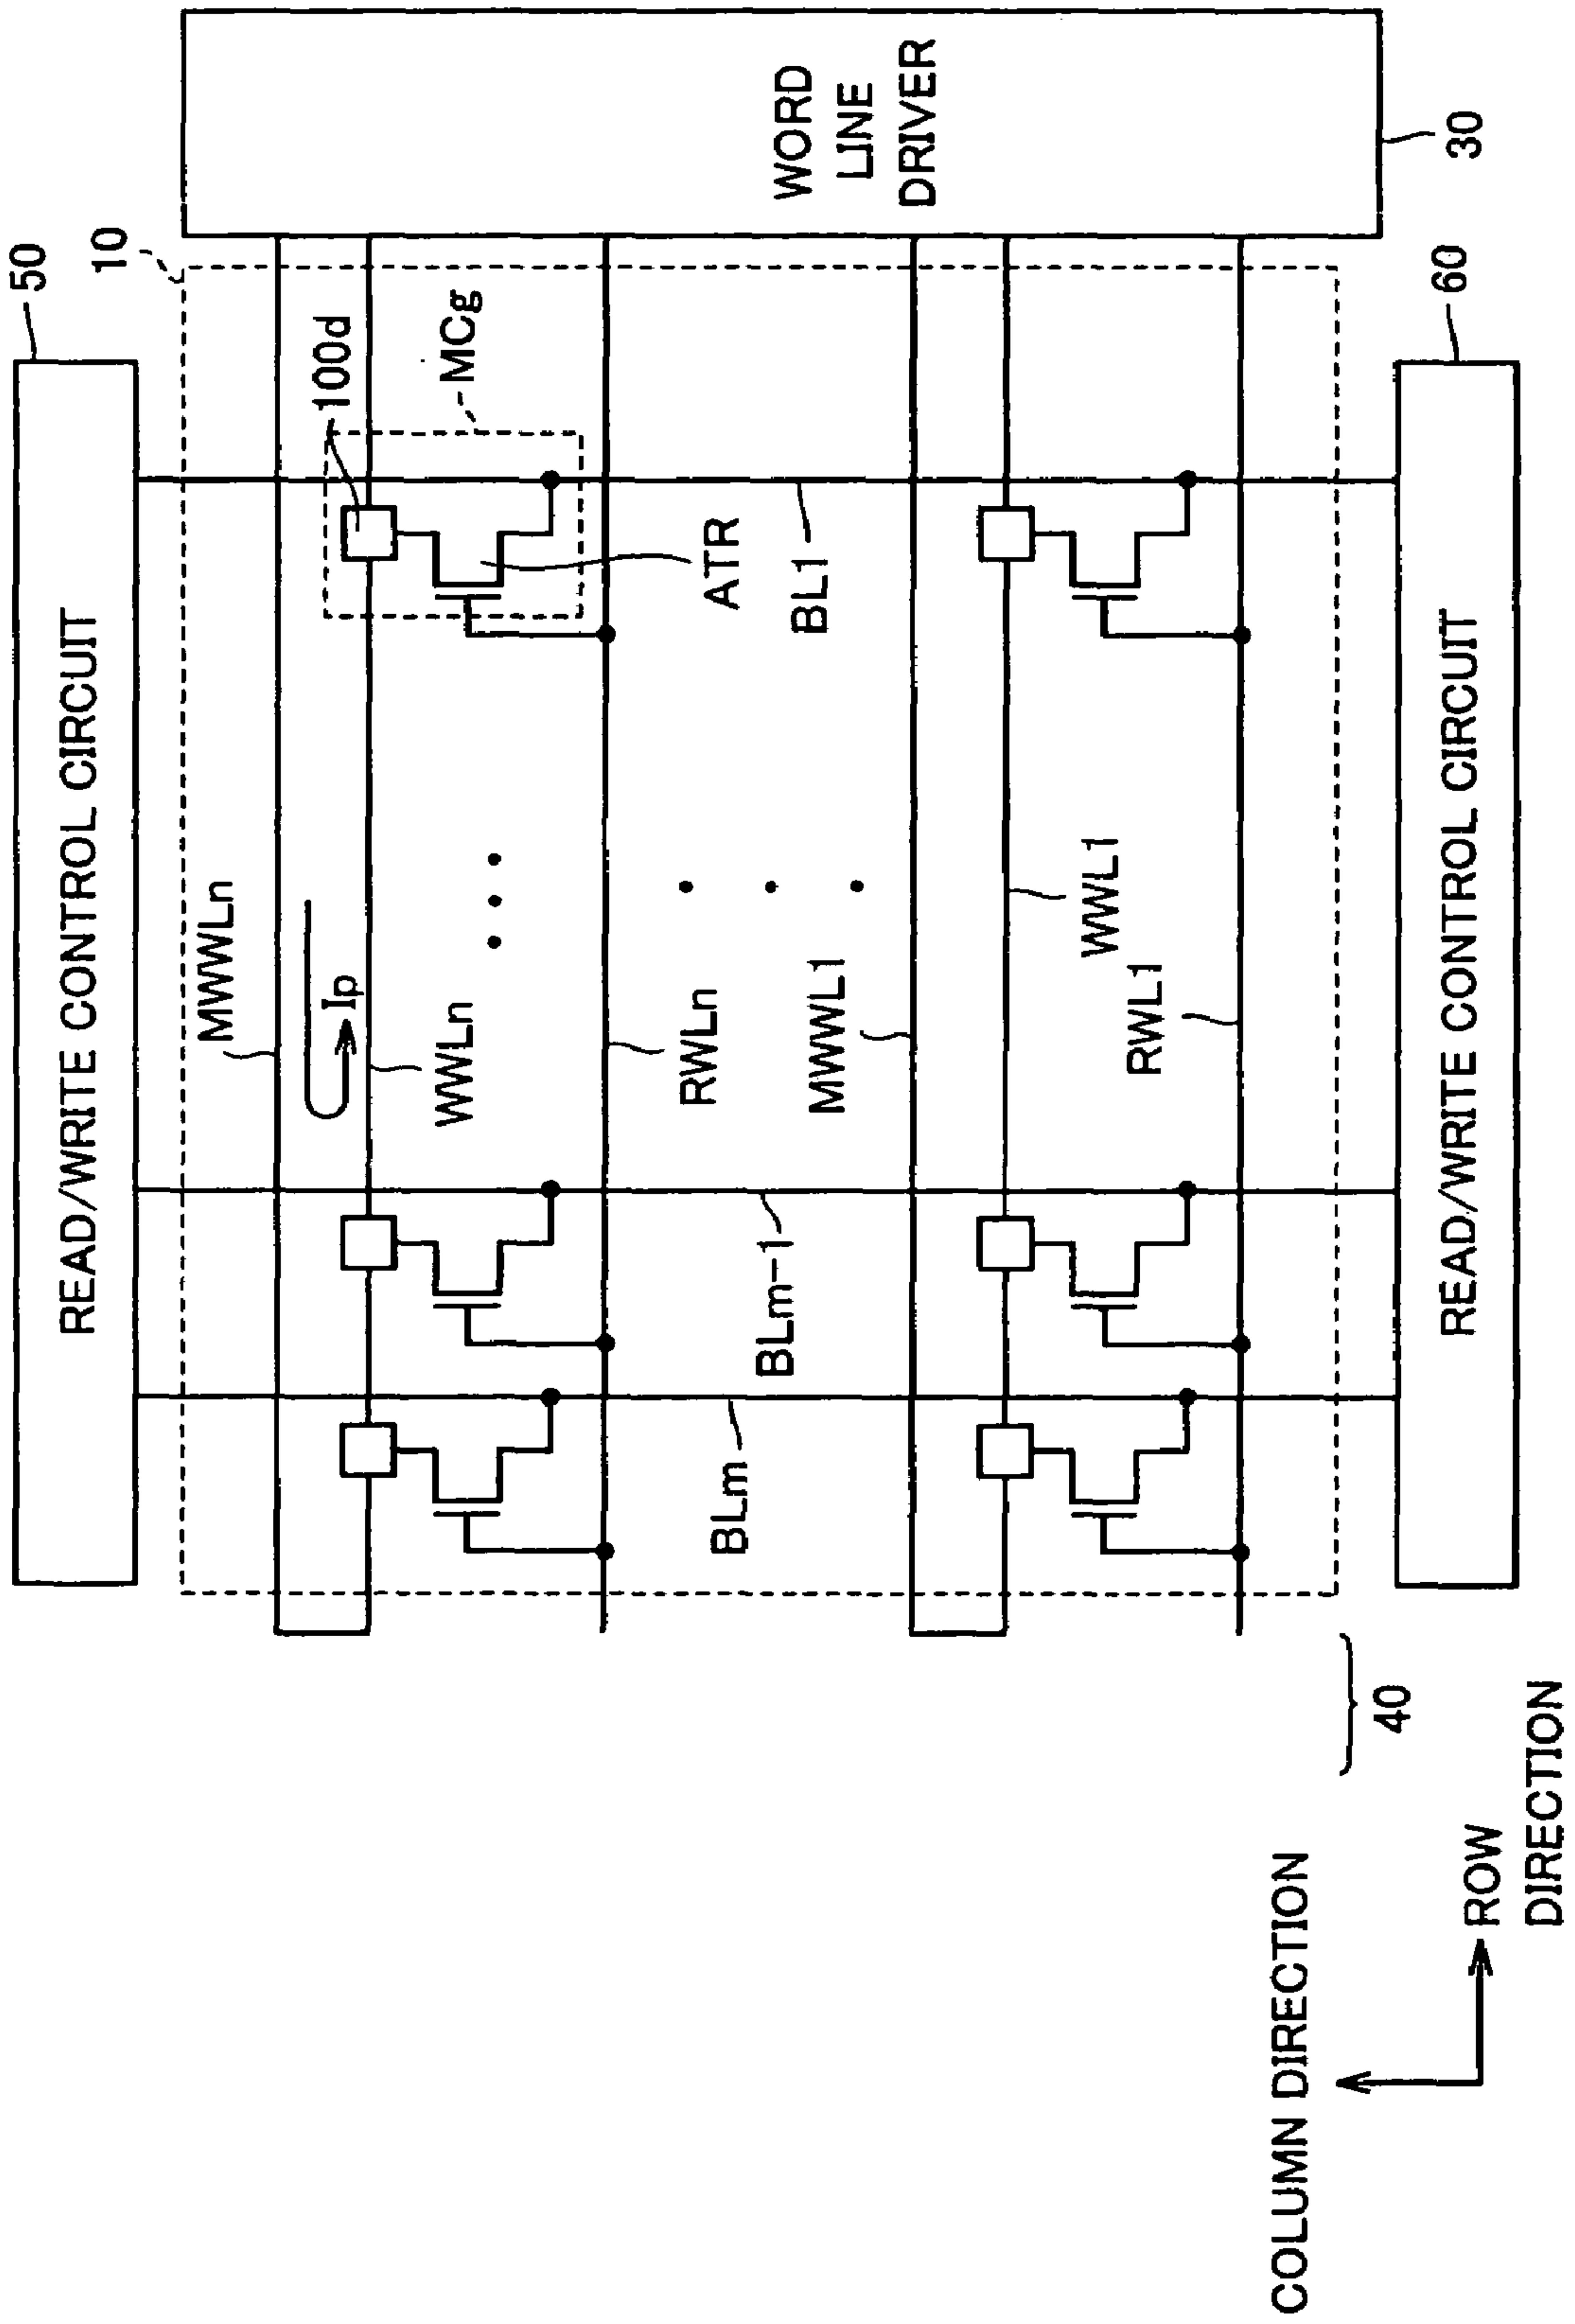 50
READ/WRITE CONTROL CIRCUIT
10
WORD
LINE
DRIVER
30
MWWLn
Ip
100d
MCg
WWLn
ATR
RWLn
BL1
BLm-1
BLm
MWWL1
WWL1
RWL1
60
READ/WRITE CONTROL CIRCUIT
40
COLUMN DIRECTION
ROW
DIRECTION